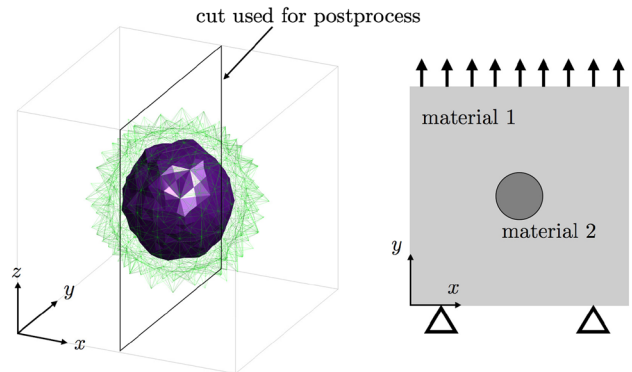 cut used for postprocess
material 1
material 2
z
y
x
y
x